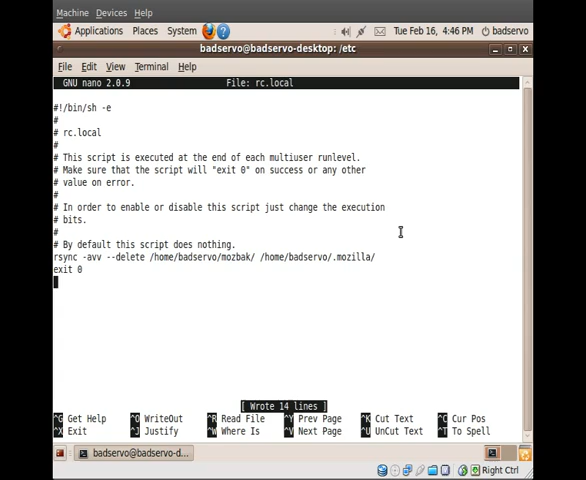 Machine Devices Help
Applications Places System Tue Feb 16, 4:46 PM badservo
badservo@badservo-desktop: /etc
File Edit View Terminal Help
GNU nano 2.0.9 File: rc.local
#!/bin/sh -e
#
# rc.local
#
# This script is executed at the end of each multiuser runlevel.
# Make sure that the script will "exit 0" on success or any other
# value on error.
#
# In order to enable or disable this script just change the execution
# bits.
#
# By default this script does nothing.
rsync -avv --delete /home/badservo/mozbak/ /home/badservo/.mozilla/
exit 0
[ Wrote 14 lines ]
^G Get Help ^O WriteOut ^R Read File ^Y Prev Page ^K Cut Text ^C Cur Pos
^X Exit ^J Justify ^W Where Is ^V Next Page ^U UnCut Text ^T To Spell
badservo@badservo-d...
Right Ctrl